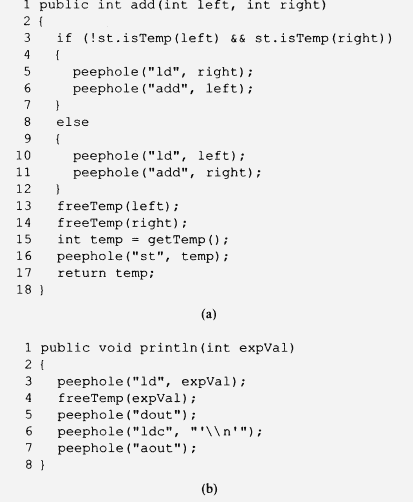 1 public int add(int left, int right)
2 {
3   if (!st.isTemp(left) && st.isTemp(right))
4   {
5     peephole("ld", right);
6     peephole("add", left);
7   }
8   else
9   {
10     peephole("ld", left);
11     peephole("add", right);
12   }
13   freeTemp(left);
14   freeTemp(right);
15   int temp = getTemp();
16   peephole("st", temp);
17   return temp;
18 }
(a)
1 public void println(int expVal)
2 {
3   peephole("ld", expVal);
4   freeTemp(expVal);
5   peephole("dout");
6   peephole("ldc", "'\\n'");
7   peephole("aout");
8 }
(b)